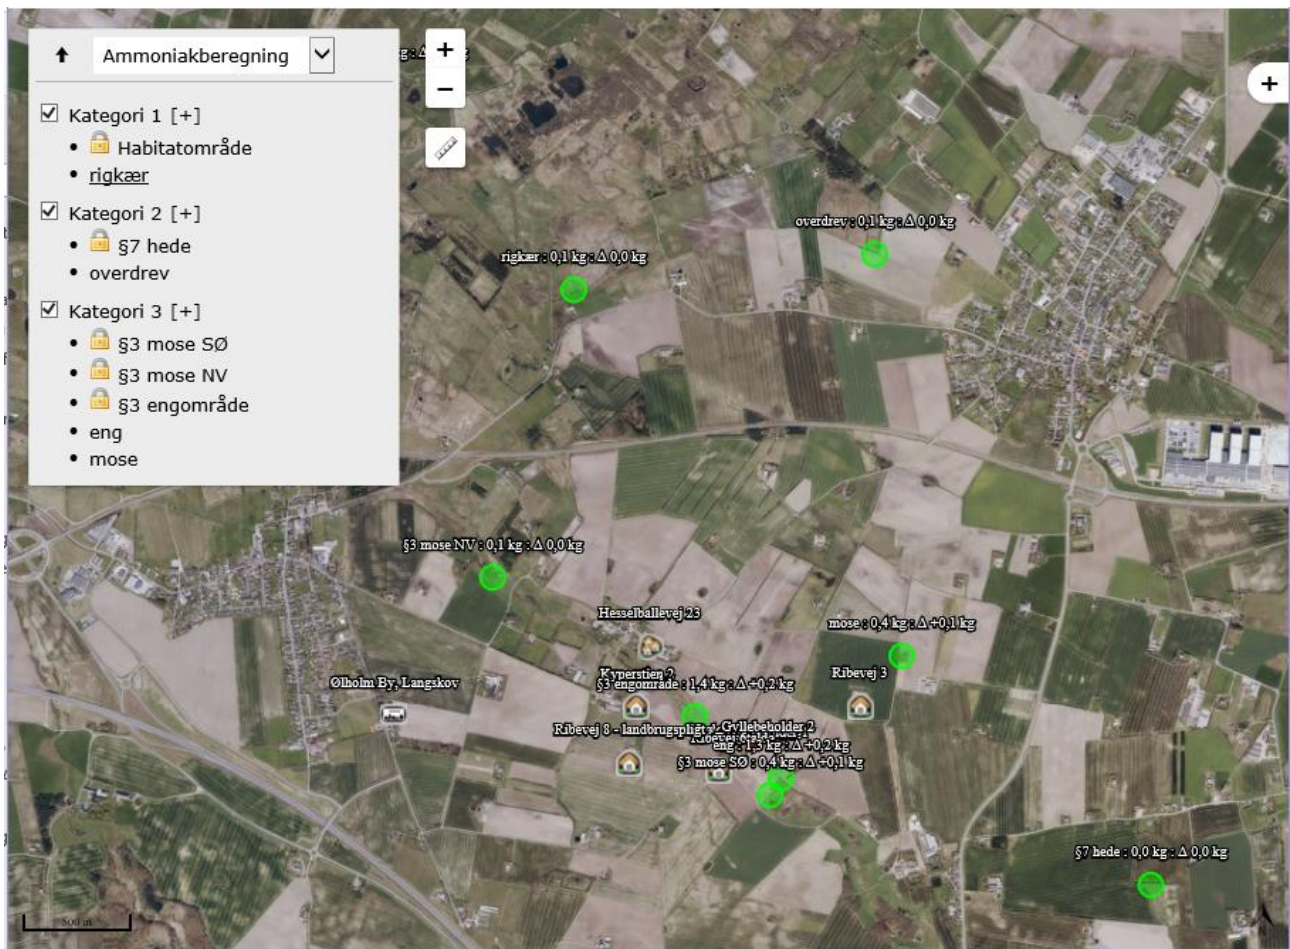 Ammoniakberegning
Kategori 1 [+]
Habitatområde
rigkær
Kategori 2 [+]
§7 hede
overdrev
Kategori 3 [+]
§3 mose SØ
§3 mose NV
§3 engområde
eng
mose
+
−
+
overdrev : 0,1 kg : Δ 0,0 kg
rigkær : 0,1 kg : Δ 0,0 kg
§3 mose NV : 0,1 kg : Δ 0,0 kg
Hesselballevej 23
mose : 0,4 kg : Δ +0,1 kg
Kyperstien 2
Ribevej 3
Ølholm By, Langskov
§3 engområde : 1,4 kg : Δ +0,2 kg
Ribevej 8 - landbrugspligt
Gyllebeholder 2
eng : 1,3 kg : Δ +0,2 kg
§3 mose SØ : 0,4 kg : Δ +0,1 kg
§7 hede : 0,0 kg : Δ 0,0 kg
500 m